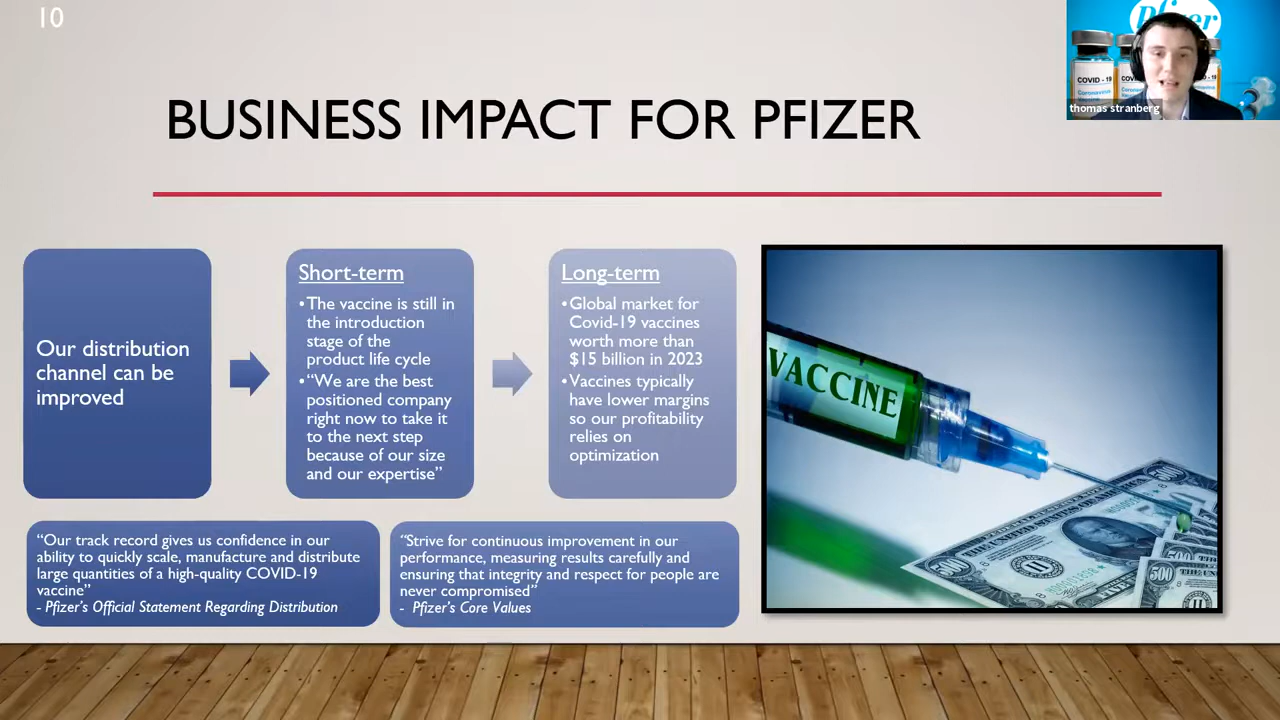 10
Pfizer
COVID - 19
Coronavirus
thomas stranberg
BUSINESS IMPACT FOR PFIZER
Our distribution
channel can be
improved
Short-term
•The vaccine is still in
the introduction
stage of the
product life cycle
•“We are the best
positioned company
right now to take it
to the next step
because of our size
and our expertise”
Long-term
•Global market for
Covid-19 vaccines
worth more than
$15 billion in 2023
•Vaccines typically
have lower margins
so our profitability
relies on
optimization
VACCINE
500
500
500
“Our track record gives us confidence in our
ability to quickly scale, manufacture and distribute
large quantities of a high-quality COVID-19
vaccine”
- Pfizer’s Official Statement Regarding Distribution
“Strive for continuous improvement in our
performance, measuring results carefully and
ensuring that integrity and respect for people are
never compromised”
- Pfizer’s Core Values